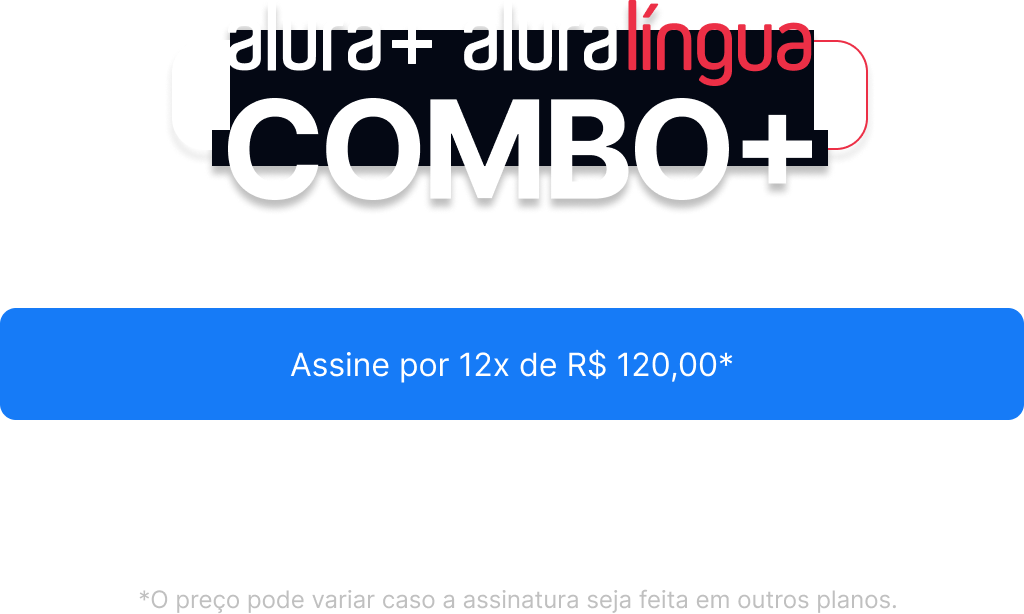 alura+ aluralíngua
COMBO+
Assine por 12x de R$ 120,00*
*O preço pode variar caso a assinatura seja feita em outros planos.